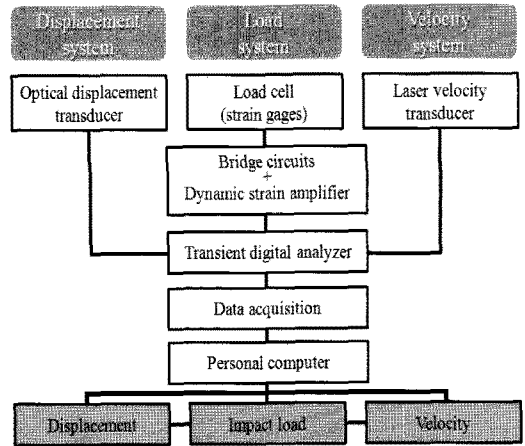 Displacement
system
Load
system
Velocity
system
Optical displacement
transducer
Load cell
(strain gages)
Laser velocity
transducer
Bridge circuits
+
Dynamic strain amplifier
Transient digital analyzer
Data acquisition
Personal computer
Displacement
Impact load
Velocity